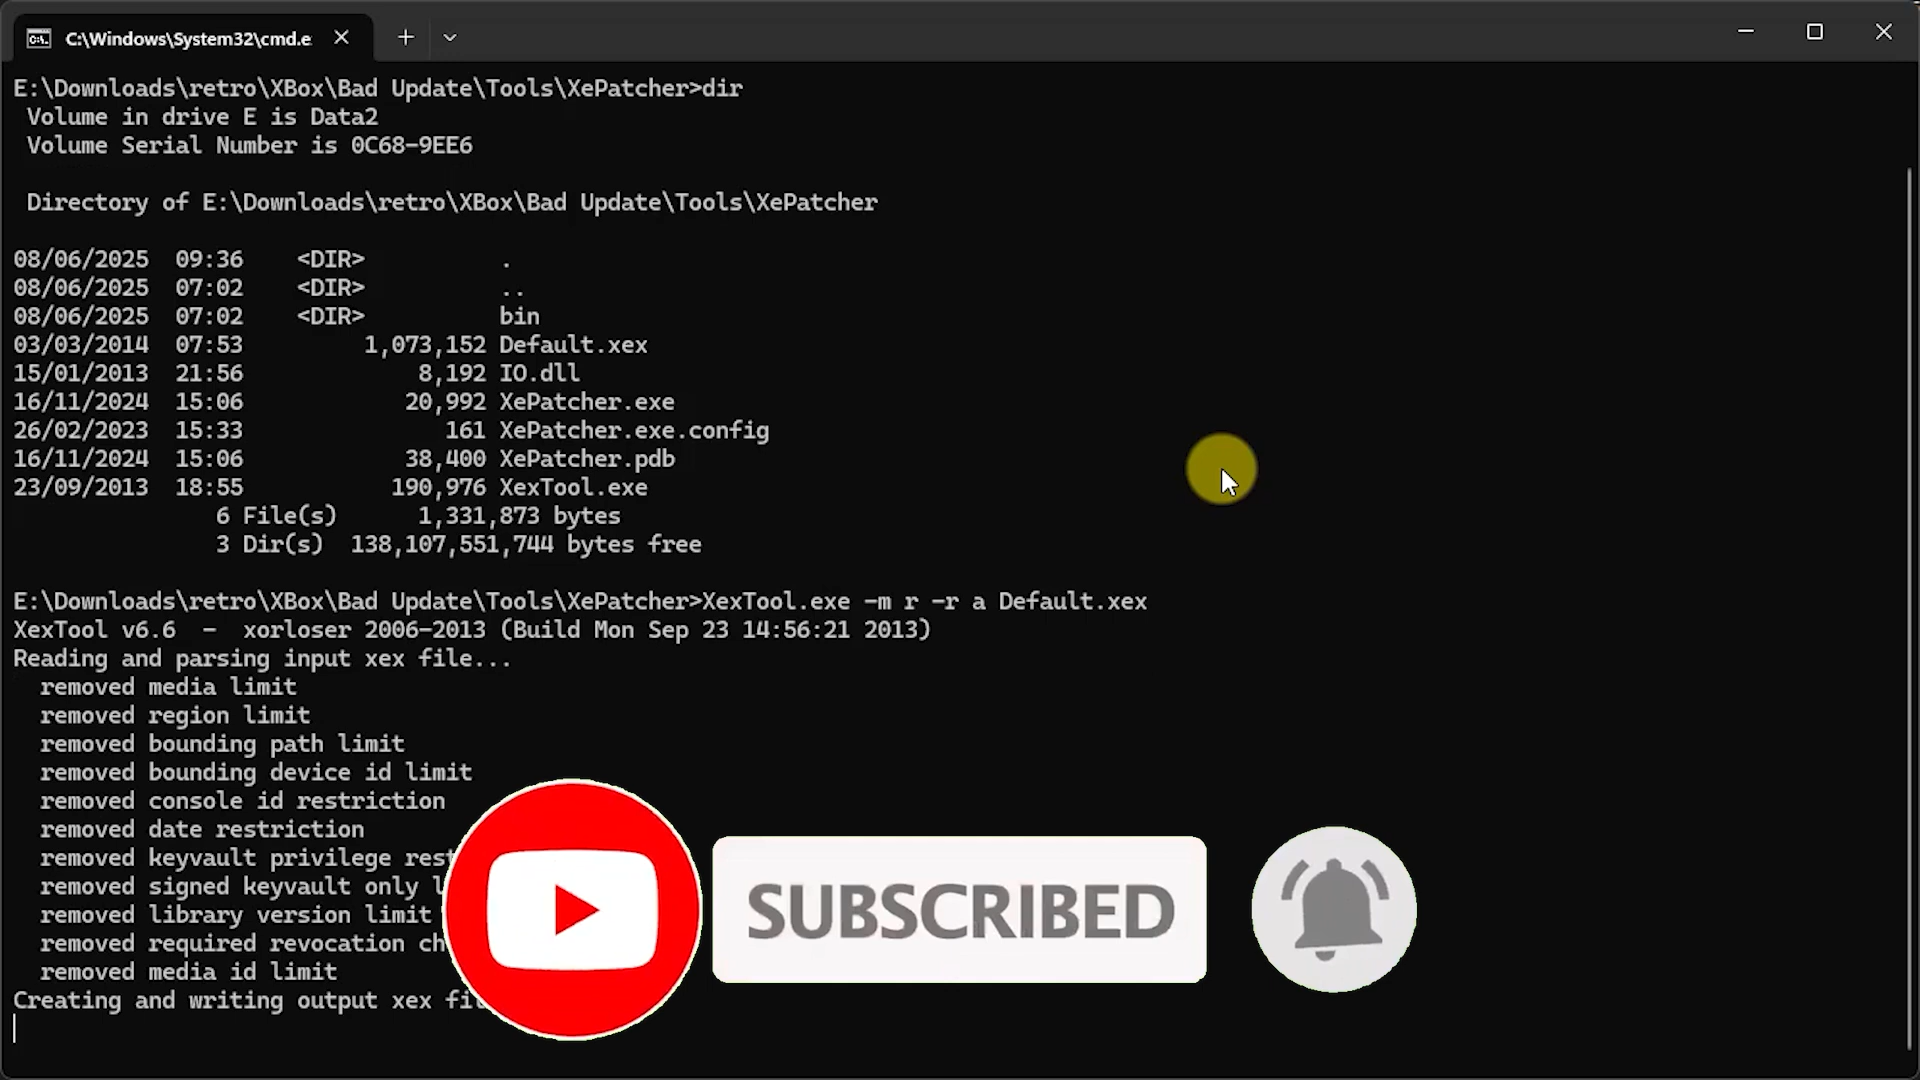 C:\Windows\System32\cmd.e
E:\Downloads\retro\XBox\Bad Update\Tools\XePatcher>dir
Volume in drive E is Data2
Volume Serial Number is 0C68-9EE6
Directory of E:\Downloads\retro\XBox\Bad Update\Tools\XePatcher
08/06/2025 09:36 <DIR> .
08/06/2025 07:02 <DIR> ..
08/06/2025 07:02 <DIR> bin
03/03/2014 07:53 1,073,152 Default.xex
15/01/2013 21:56 8,192 IO.dll
16/11/2024 15:06 20,992 XePatcher.exe
26/02/2023 15:33 161 XePatcher.exe.config
16/11/2024 15:06 38,400 XePatcher.pdb
23/09/2013 18:55 190,976 XexTool.exe
6 File(s) 1,331,873 bytes
3 Dir(s) 138,107,551,744 bytes free
E:\Downloads\retro\XBox\Bad Update\Tools\XePatcher>XexTool.exe -m r -r a Default.xex
XexTool v6.6 - xorloser 2006-2013 (Build Mon Sep 23 14:56:21 2013)
Reading and parsing input xex file...
removed media limit
removed region limit
removed bounding path limit
removed bounding device id limit
removed console id restriction
removed date restriction
removed keyvault privilege
removed signed keyvault only
removed library version limit
removed required revocation
removed media id limit
Creating and writing output xex
SUBSCRIBED